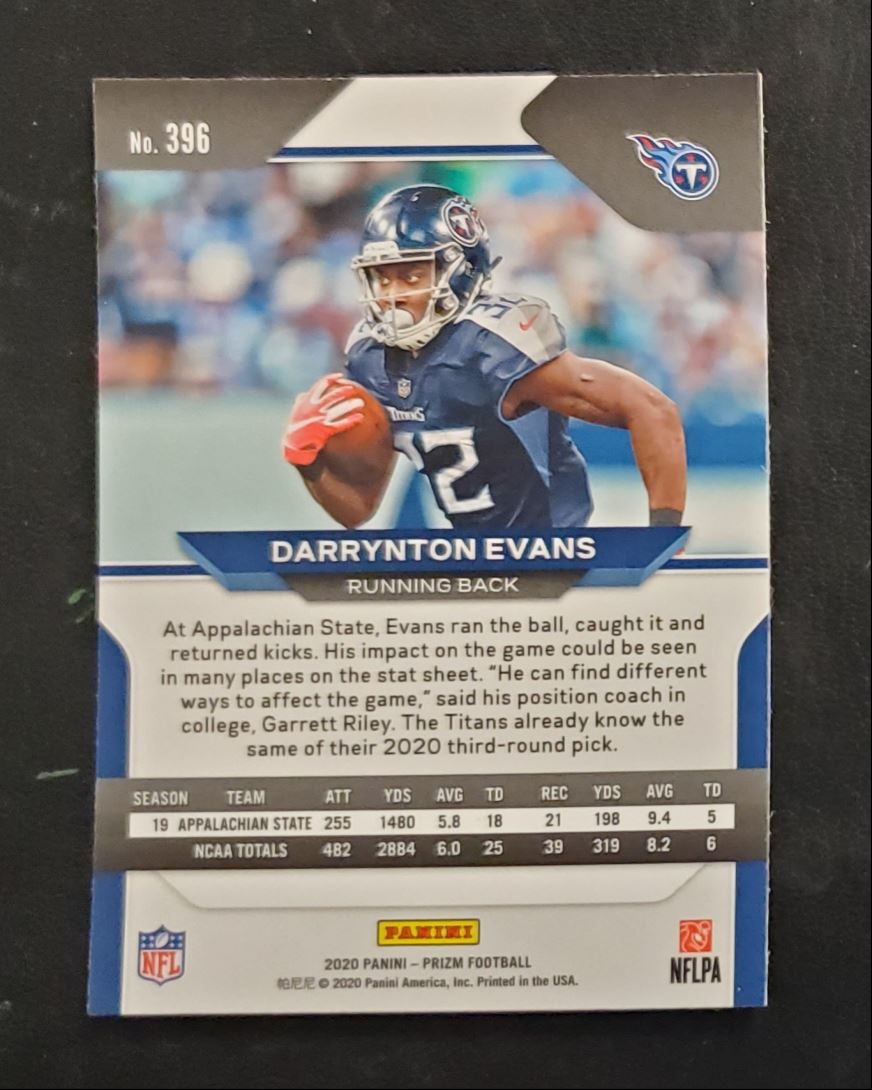 No. 396
T
T
32
TITANS
32
DARRYNTON EVANS
RUNNING BACK
At Appalachian State, Evans ran the ball, caught it and
returned kicks. His impact on the game could be seen
in many places on the stat sheet. "He can find different
ways to affect the game," said his position coach in
college, Garrett Riley. The Titans already know the
same of their 2020 third-round pick.
SEASON TEAM ATT YDS AVG TD REC YDS AVG TD
19 APPALACHIAN STATE 255 1480 5.8 18 21 198 9.4 5
NCAA TOTALS 482 2884 6.0 25 39 319 8.2 6
PANINI
NFL
NFLPA
2020 PANINI – PRIZM FOOTBALL
帕尼尼 © 2020 Panini America, Inc. Printed in the USA.